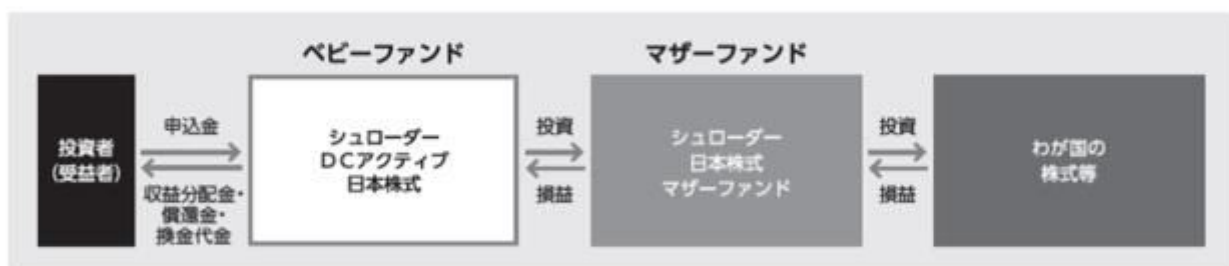 ベビーファンド
マザーファンド
投資者
(受益者)
申込金
収益分配金・
償還金・
換金代金
シュローダー
DCアクティブ
日本株式
投資
損益
シュローダー
日本株式
マザーファンド
投資
損益
わが国の
株式等